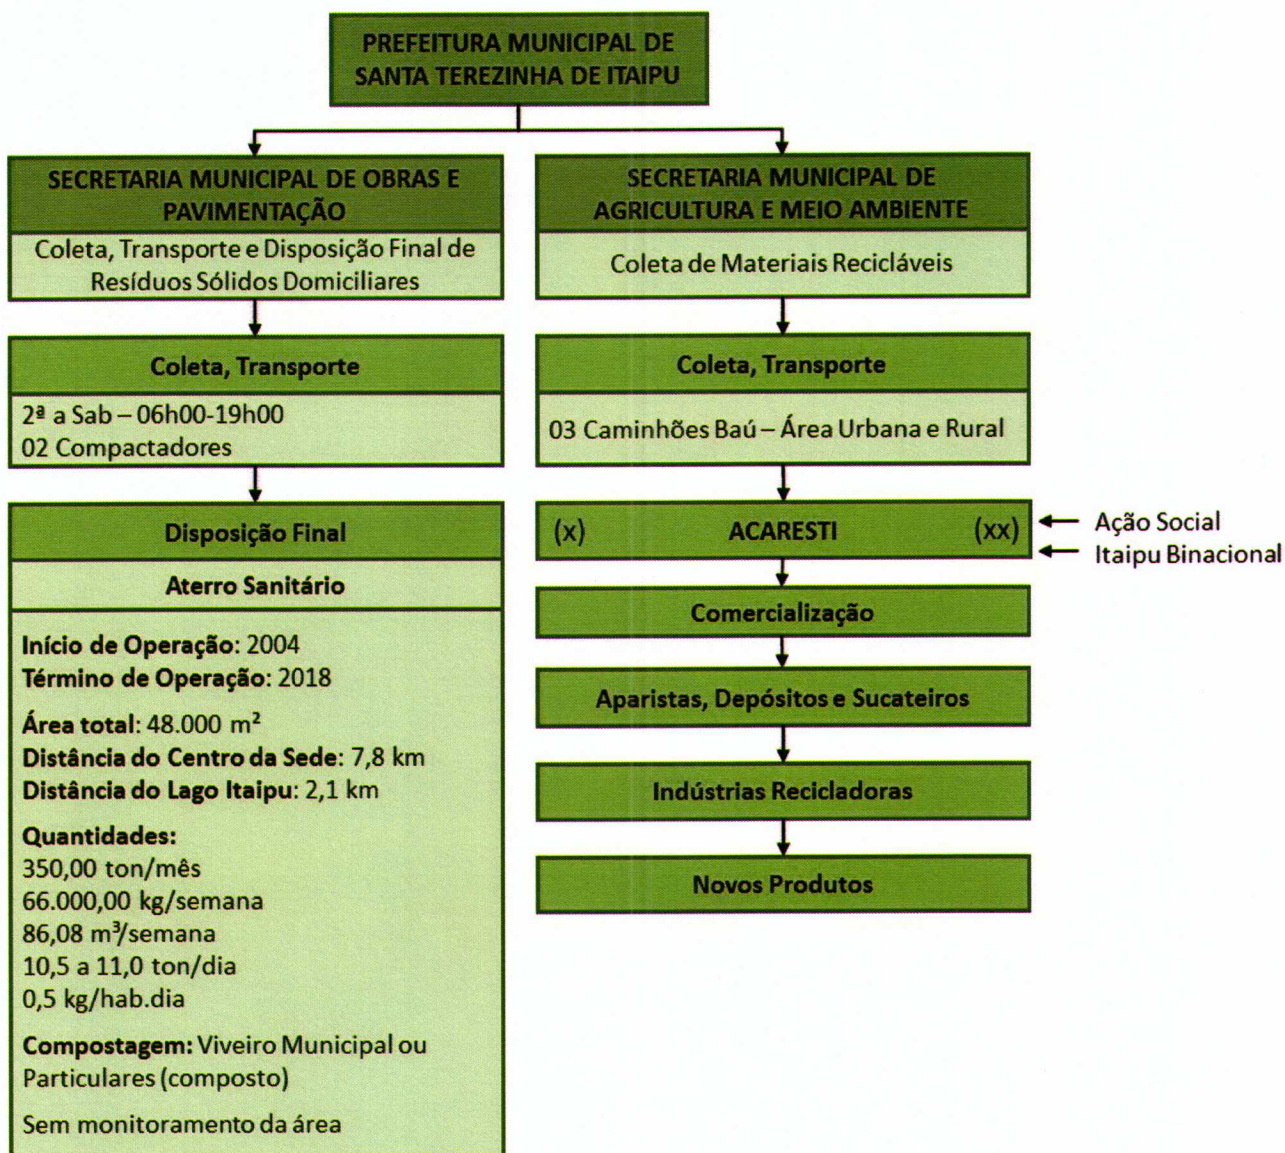 PREFEITURA MUNICIPAL DE
SANTA TEREZINHA DE ITAIPU
SECRETARIA MUNICIPAL DE OBRAS E
PAVIMENTAÇÃO
Coleta, Transporte e Disposição Final de
Resíduos Sólidos Domiciliares
Coleta, Transporte
2ª a Sab – 06h00-19h00
02 Compactadores
Disposição Final
Aterro Sanitário
Início de Operação: 2004
Término de Operação: 2018
Área total: 48.000 m²
Distância do Centro da Sede: 7,8 km
Distância do Lago Itaipu: 2,1 km
Quantidades:
350,00 ton/mês
66.000,00 kg/semana
86,08 m³/semana
10,5 a 11,0 ton/dia
0,5 kg/hab.dia
Compostagem: Viveiro Municipal ou
Particulares (composto)
Sem monitoramento da área
SECRETARIA MUNICIPAL DE
AGRICULTURA E MEIO AMBIENTE
Coleta de Materiais Recicláveis
Coleta, Transporte
03 Caminhões Baú – Área Urbana e Rural
(x) ACARESTI (xx)
Ação Social
Itaipu Binacional
Comercialização
Aparistas, Depósitos e Sucateiros
Indústrias Recicladoras
Novos Produtos